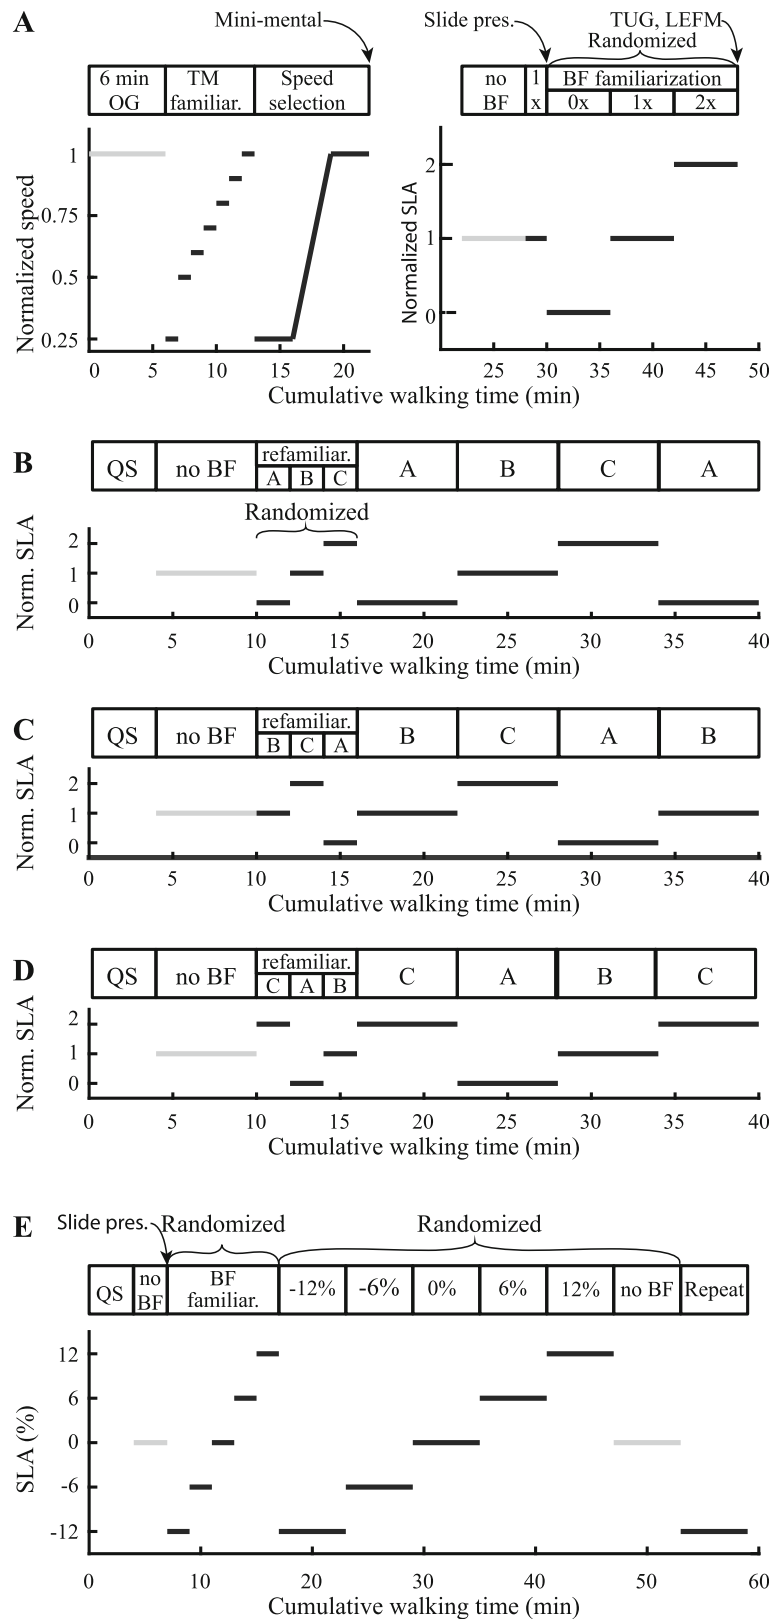 A
Mini-mental
Slide pres.
TUG, LEFM
Randomized
6 min OG
TM familiar.
Speed selection
no BF
1 x
BF familiarization
0x 1x 2x
Normalized speed
1
0.75
0.5
0.25
0 5 10 15 20
Cumulative walking time (min)
Normalized SLA
2
1
0
25 30 35 40 45 50
B
QS
no BF
refamiliar.
A B C
A B C A
Randomized
Norm. SLA
2
1
0
0 5 10 15 20 25 30 35 40
Cumulative walking time (min)
C
QS
no BF
refamiliar.
B C A
B C A B
Norm. SLA
2
1
0
0 5 10 15 20 25 30 35 40
Cumulative walking time (min)
D
QS
no BF
refamiliar.
C A B
C A B C
Norm. SLA
2
1
0
0 5 10 15 20 25 30 35 40
Cumulative walking time (min)
E
Slide pres.
Randomized
Randomized
QS
no BF
BF familiar.
-12% -6% 0% 6% 12% no BF Repeat
SLA (%)
12
6
0
-6
-12
0 10 20 30 40 50 60
Cumulative walking time (min)